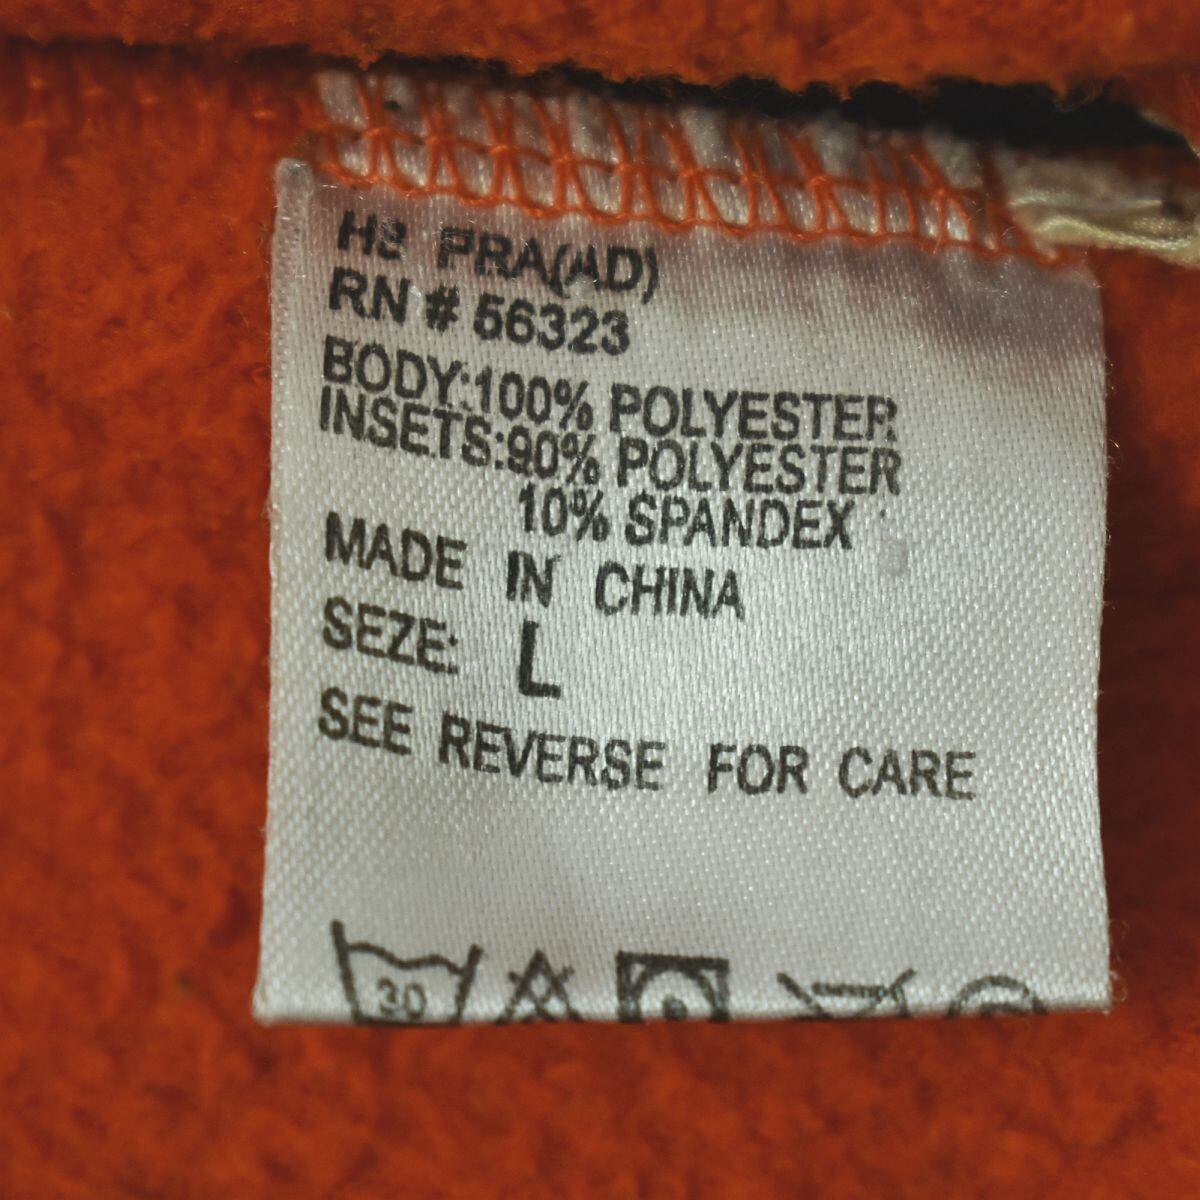 H8 PRA(AD)
RN # 56323
BODY:100% POLYESTER
INSETS:90% POLYESTER
10% SPANDEX
MADE IN CHINA
SEZE: L
SEE REVERSE FOR CARE
30